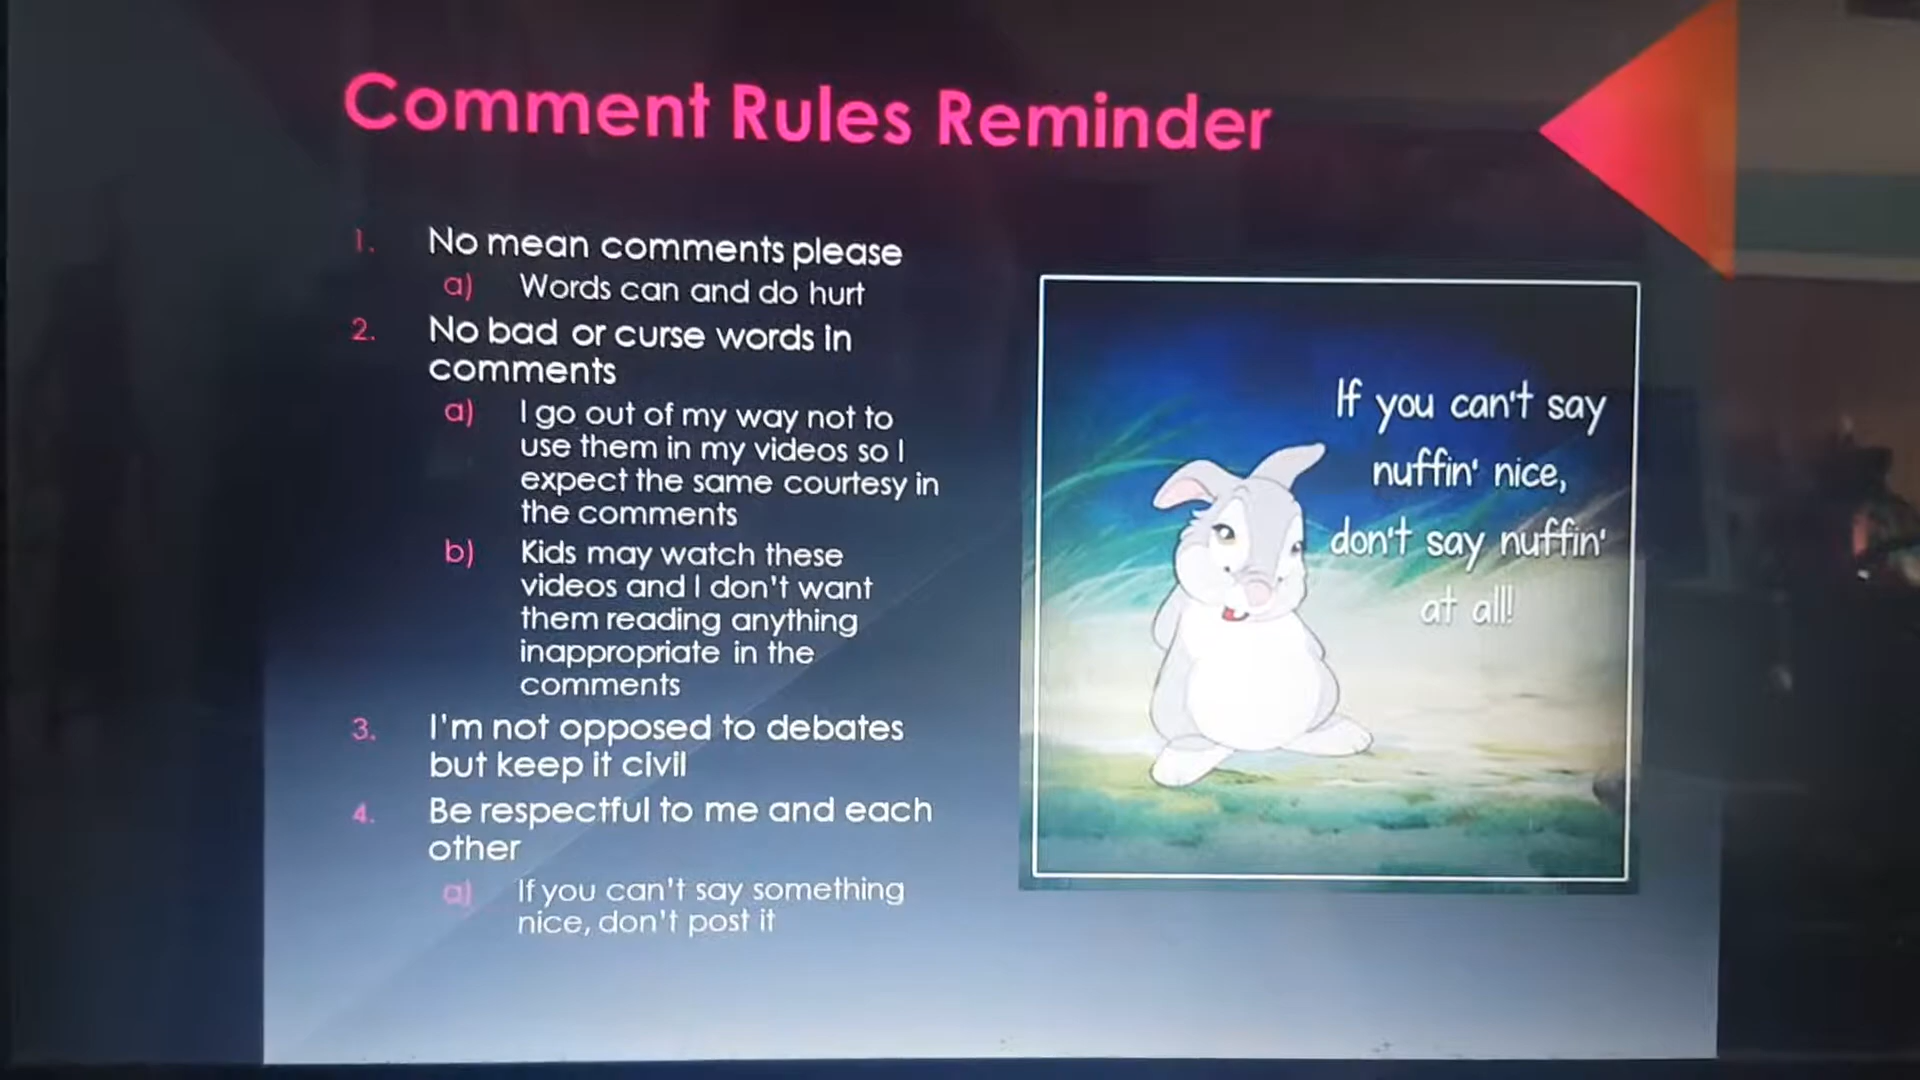 Comment Rules Reminder
1. No mean comments please
a) Words can and do hurt
2. No bad or curse words in
comments
a) I go out of my way not to
use them in my videos so I
expect the same courtesy in
the comments
b) Kids may watch these
videos and I don't want
them reading anything
inappropriate in the
comments
3. I'm not opposed to debates
but keep it civil
4. Be respectful to me and each
other
a) If you can't say something
nice, don't post it
If you can't say
nuffin' nice,
don't say nuffin'
at all!